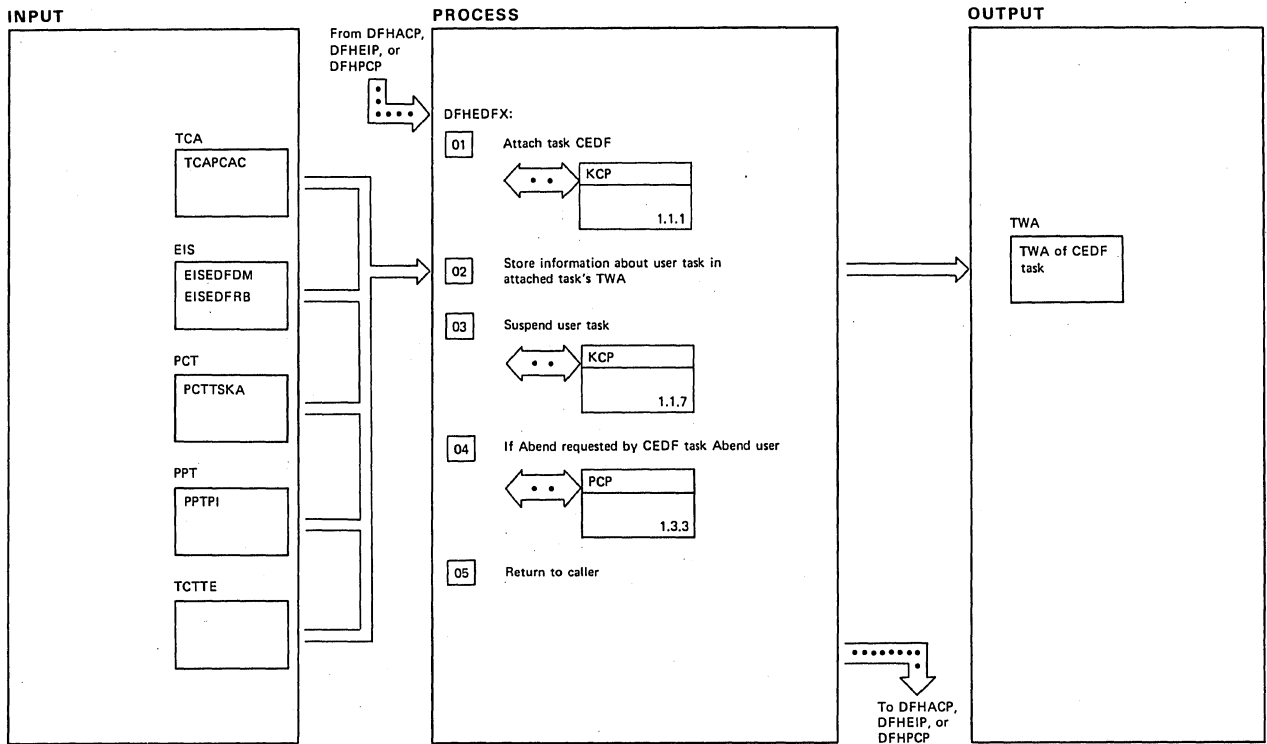 INPUT
PROCESS
OUTPUT
From DFHACP,
DFHEIP, or
DFHPCP
DFHEDFX:
TCA
TCAPCAC
01 Attach task CEDF
KCP
1.1.1
EIS
EISEDFDM
EISEDFRB
02 Store information about user task in
attached task's TWA
TWA
TWA of CEDF
task
03 Suspend user task
KCP
1.1.7
PCT
PCTTSKA
04 If Abend requested by CEDF task Abend user
PCP
1.3.3
PPT
PPTPI
05 Return to caller
TCTTE
To DFHACP,
DFHEIP, or
DFHPCP